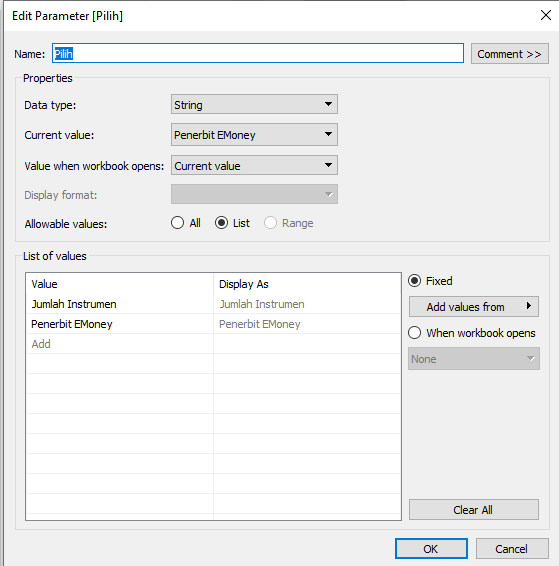 Edit Parameter [Pilih]
Name: Pilih Comment >>
Properties
Data type: String
Current value: Penerbit EMoney
Value when workbook opens: Current value
Display format:
Allowable values: All List Range
List of values
Value Display As Fixed
Jumlah Instrumen Jumlah Instrumen Add values from
Penerbit EMoney Penerbit EMoney When workbook opens
Add None
Clear All
OK Cancel